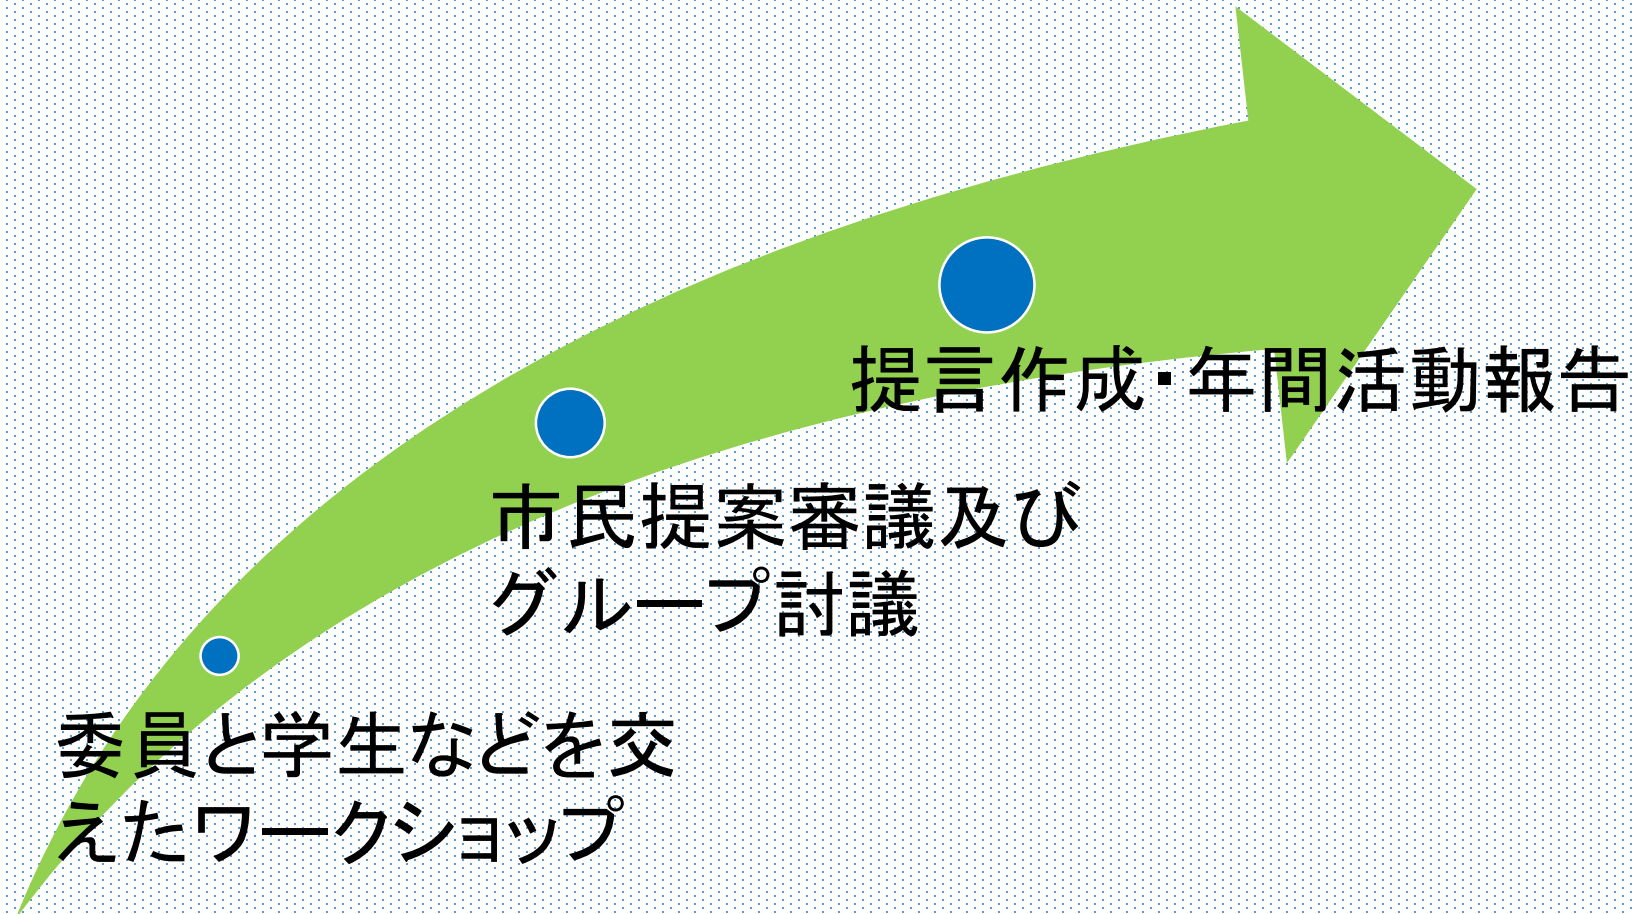 提言作成・年間活動報告
市民提案審議及び
グループ討議
委員と学生などを交
えたワークショップ